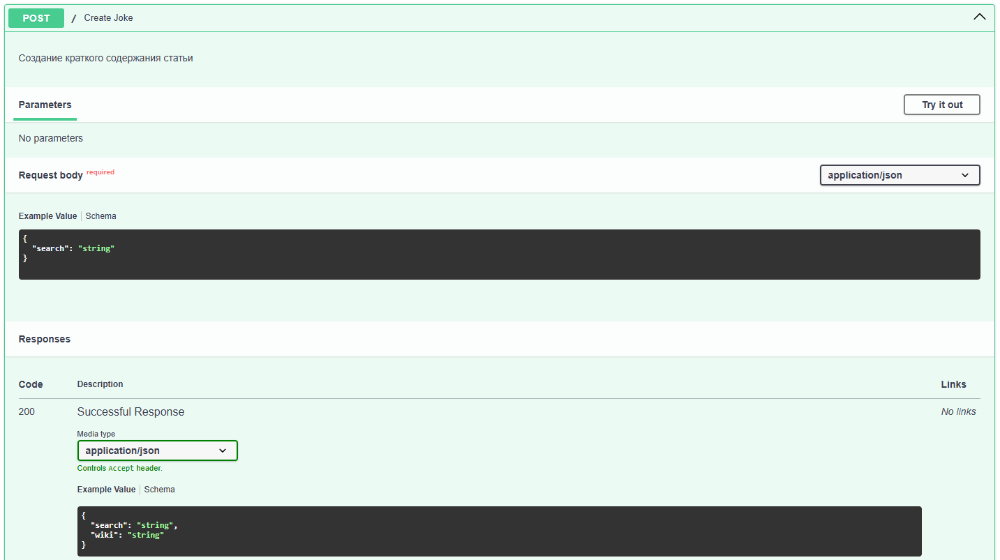 POST / Create Joke
Создание краткого содержания статьи
Parameters
Try it out
No parameters
Request body required
application/json
Example Value Schema
{
"search": "string"
}
Responses
Code Description Links
200 Successful Response No links
Media type
application/json
Controls Accept header.
Example Value Schema
{
"search": "string",
"wiki": "string"
}